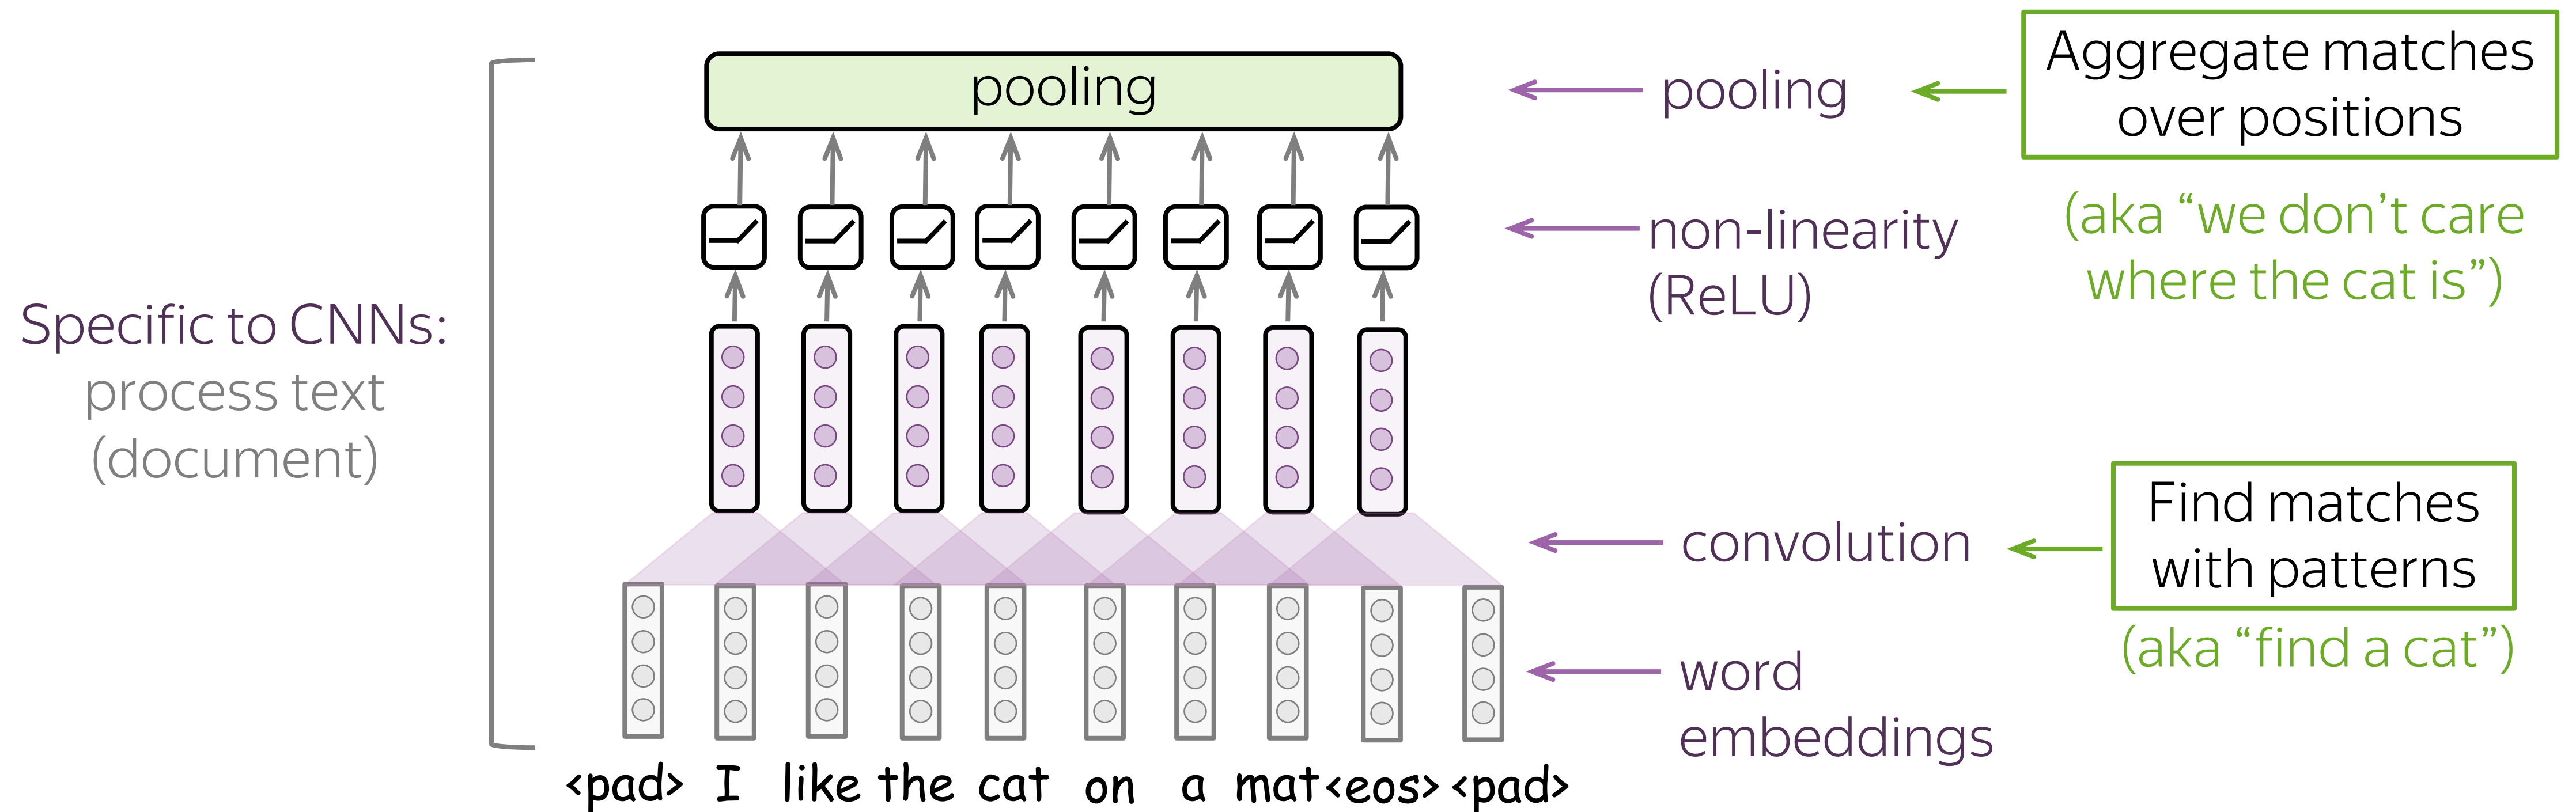 Specific to CNNs:
process text
(document)
pooling
pooling
Aggregate matches
over positions
(aka “we don’t care
where the cat is”)
non-linearity
(ReLU)
convolution
Find matches
with patterns
(aka “find a cat”)
word
embeddings
<pad> I like the cat on a mat <eos> <pad>